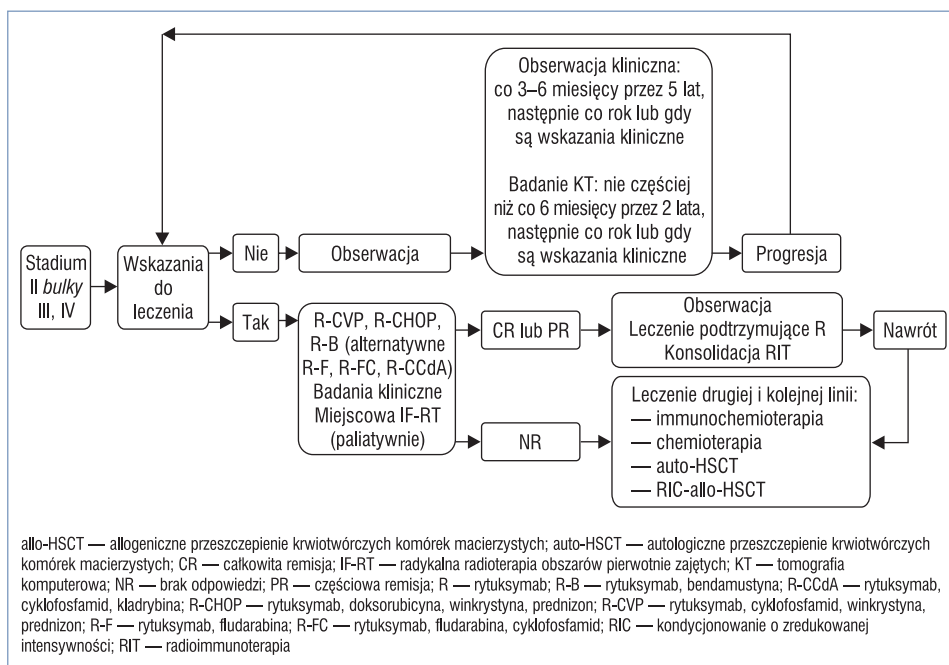 Stadium
II bulky
III, IV
Wskazania
do
leczenia
Nie
Obserwacja
Obserwacja kliniczna:
co 3–6 miesięcy przez 5 lat,
następnie co rok lub gdy
są wskazania kliniczne
Badanie KT: nie częściej
niż co 6 miesięcy przez 2 lata,
następnie co rok lub gdy
są wskazania kliniczne
Progresja
Tak
R-CVP, R-CHOP,
R-B (alternatywne
R-F, R-FC, R-CCdA)
Badania kliniczne
Miejscowa IF-RT
(paliatywnie)
CR lub PR
Obserwacja
Leczenie podtrzymujące R
Konsolidacja RIT
Nawrót
NR
Leczenie drugiej i kolejnej linii:
— immunochemioterapia
— chemioterapia
— auto-HSCT
— RIC-allo-HSCT
allo-HSCT — allogeniczne przeszczepienie krwiotwórczych komórek macierzystych; auto-HSCT — autologiczne przeszczepienie krwiotwórczych
komórek macierzystych; CR — całkowita remisja; IF-RT — radykalna radioterapia obszarów pierwotnie zajętych; KT — tomografia
komputerowa; NR — brak odpowiedzi; PR — częściowa remisja; R — rytuksymab; R-B — rytuksymab, bendamustyna; R-CCdA — rytuksymab,
cyklofosfamid, kladrybina; R-CHOP — rytuksymab, doksorubicyna, winkrystyna, prednizon; R-CVP — rytuksymab, cyklofosfamid, winkrystyna,
prednizon; R-F — rytuksymab, fludarabina; R-FC — rytuksymab, fludarabina, cyklofosfamid; RIC — kondycjonowanie o zredukowanej
intensywności; RIT — radioimmunoterapia